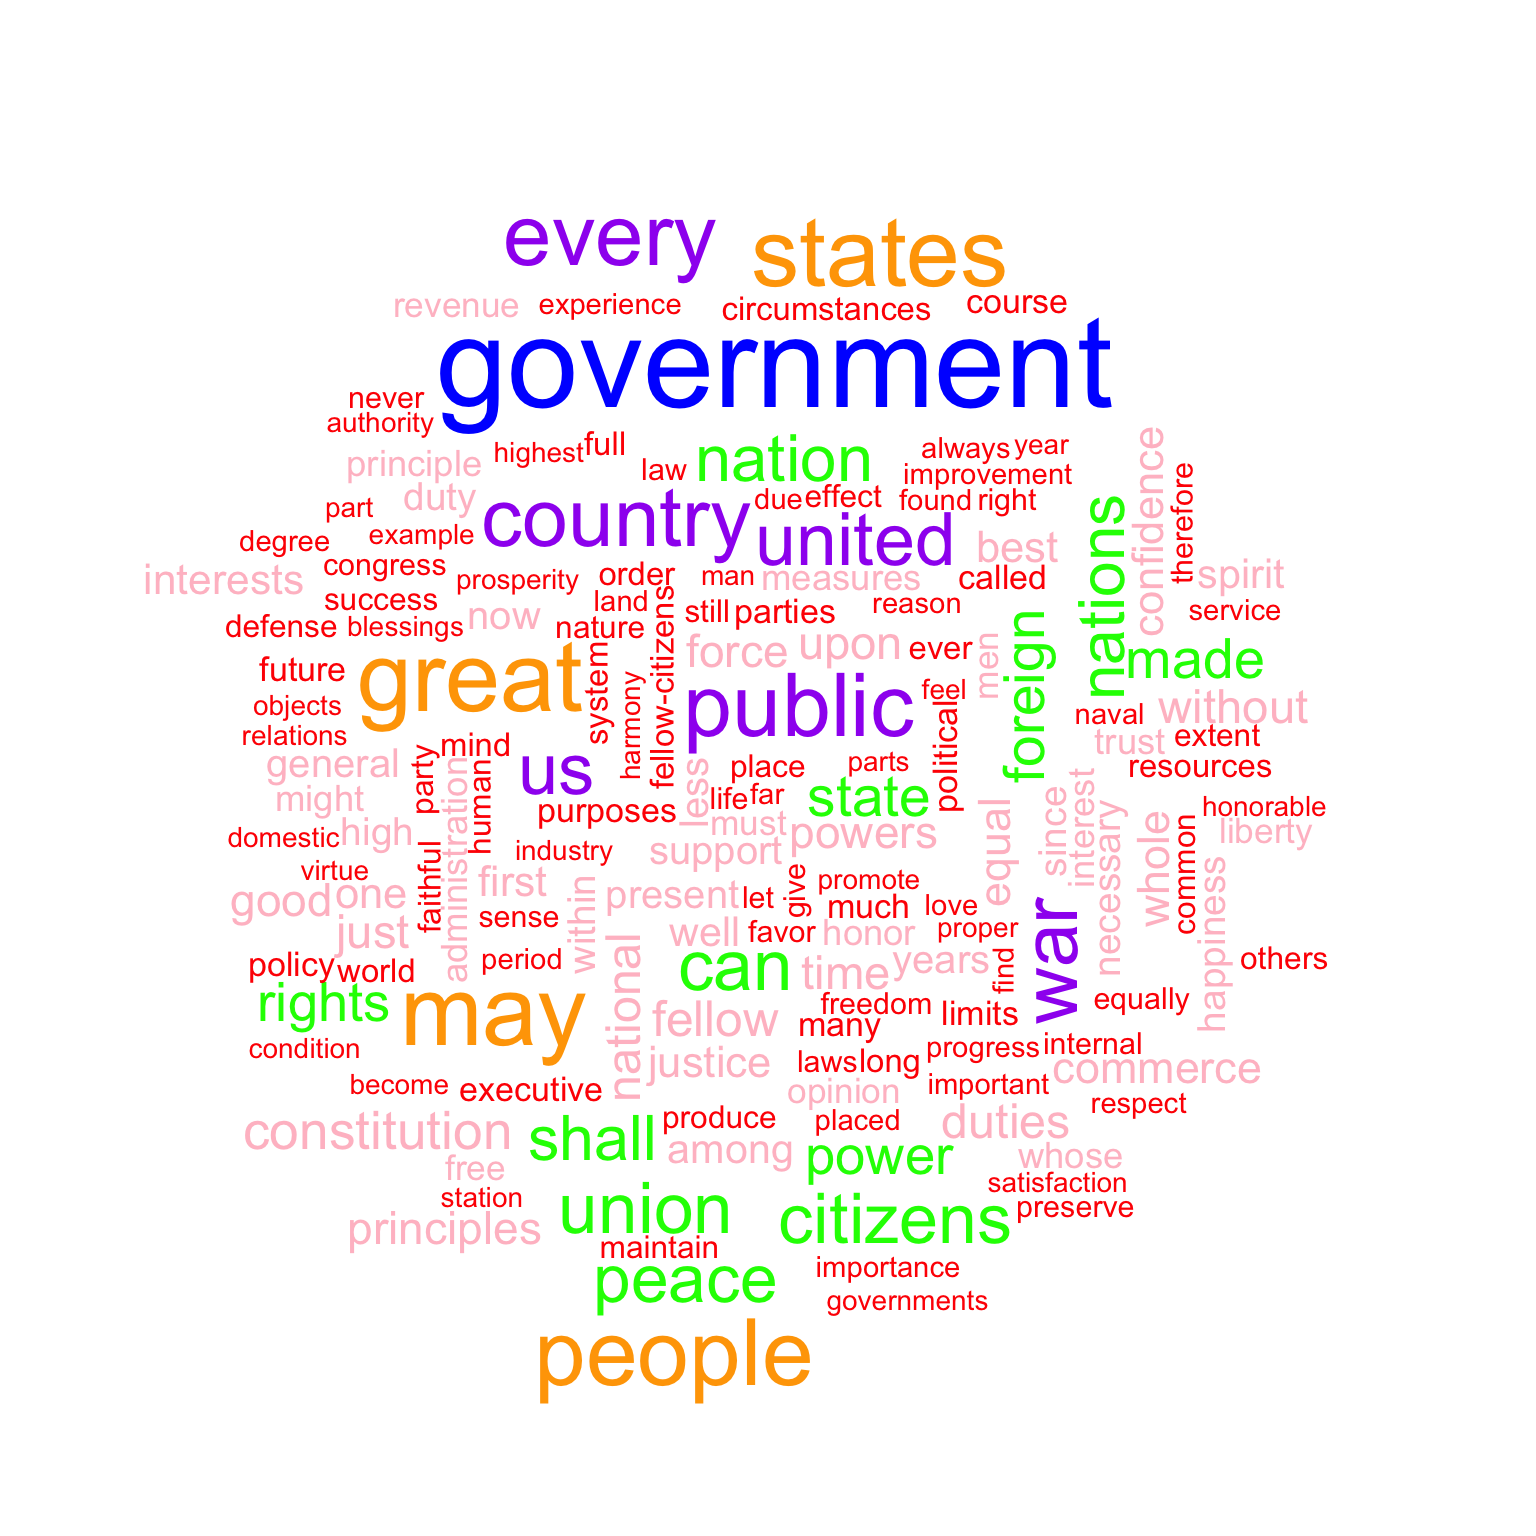 every states
revenue experience circumstances course
government
never
authority
highest full nation always year
principle law improvement
duty country due effect found right
part united best
degree example
congress prosperity order man measures called
interests spirit
success now land still parties reason service
defense blessings nature
force upon ever made
future great
public feel men
objects without
relations mind naval
general us place parts trust extent
resources
might state
purposes life far honorable
domestic high must powers liberty
support
virtue industry
good one first present let promote
just sense much love
well favor honor proper
policy world period can time years others
rights may
fellow freedom limits equally
many
condition justice laws long progress internal
become executive opinion important commerce
constitution shall produce placed duties respect
among power whose
free
station union citizens satisfaction
principles preserve
maintain
peace importance
governments
people
confidence
therefore
nations
foreign
system
harmony
fellow-citizens
political
party
administration
human
less
equal
since
interest
necessary
whole
common
happiness
faithful
within
give
war
find
national